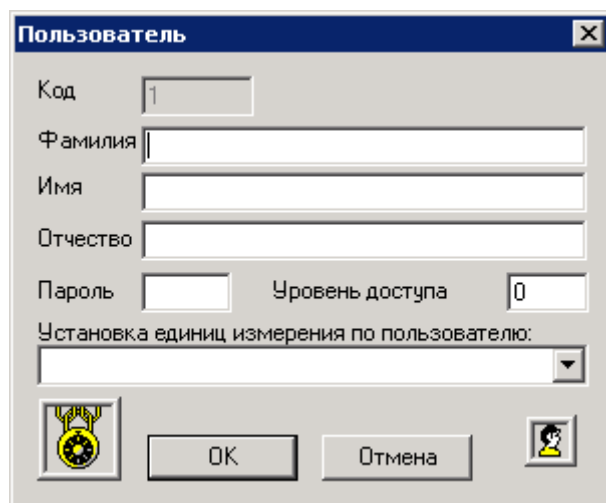 Пользователь
Код 1
Фамилия
Имя
Отчество
Пароль Уровень доступа 0
Установка единиц измерения по пользователю:
OK Отмена